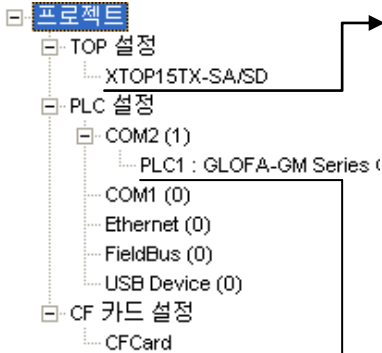 프로젝트
TOP 설정
XTOP15TX-SA/SD
PLC 설정
COM2 (1)
PLC1 : GLOFA-GM Series
COM1 (0)
Ethernet (0)
FieldBus (0)
USB Device (0)
CF 카드 설정
CFCard